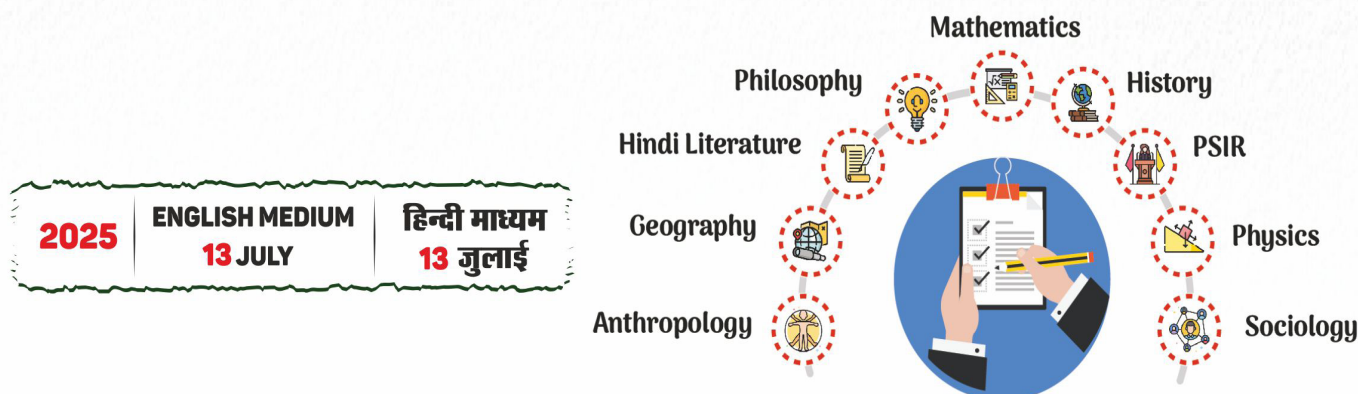 2025
ENGLISH MEDIUM
13 JULY
हिन्दी माध्यम
13 जुलाई
Mathematics
Philosophy
History
Hindi Literature
PSIR
Geography
Physics
Anthropology
Sociology